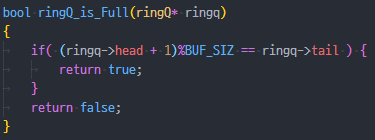 bool ringQ_is_Full(ringQ* ringq)
{
    if( (ringq->head + 1)%BUF_SIZ == ringq->tail ) {
        return true;
    }
    return false;
}